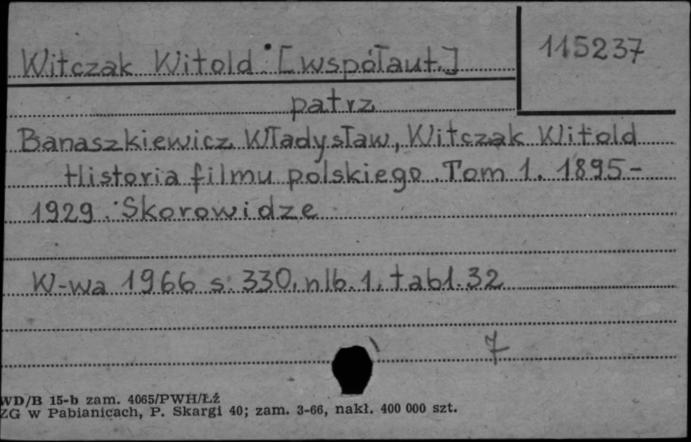 Witczak Witold [współaut.]
115237
patrz
Banaszkiewicz Władysław, Witczak Witold
Historia filmu polskiego. Tom 1. 1895-
1929. Skorowidze
W-wa 1966 s. 330, nlb. 1, tabl. 32
7
WD/B 15-b zam. 4065/PWH/Łź
ZG w Pabianicach, P. Skargi 40; zam. 3-66, nakł. 400 000 szt.